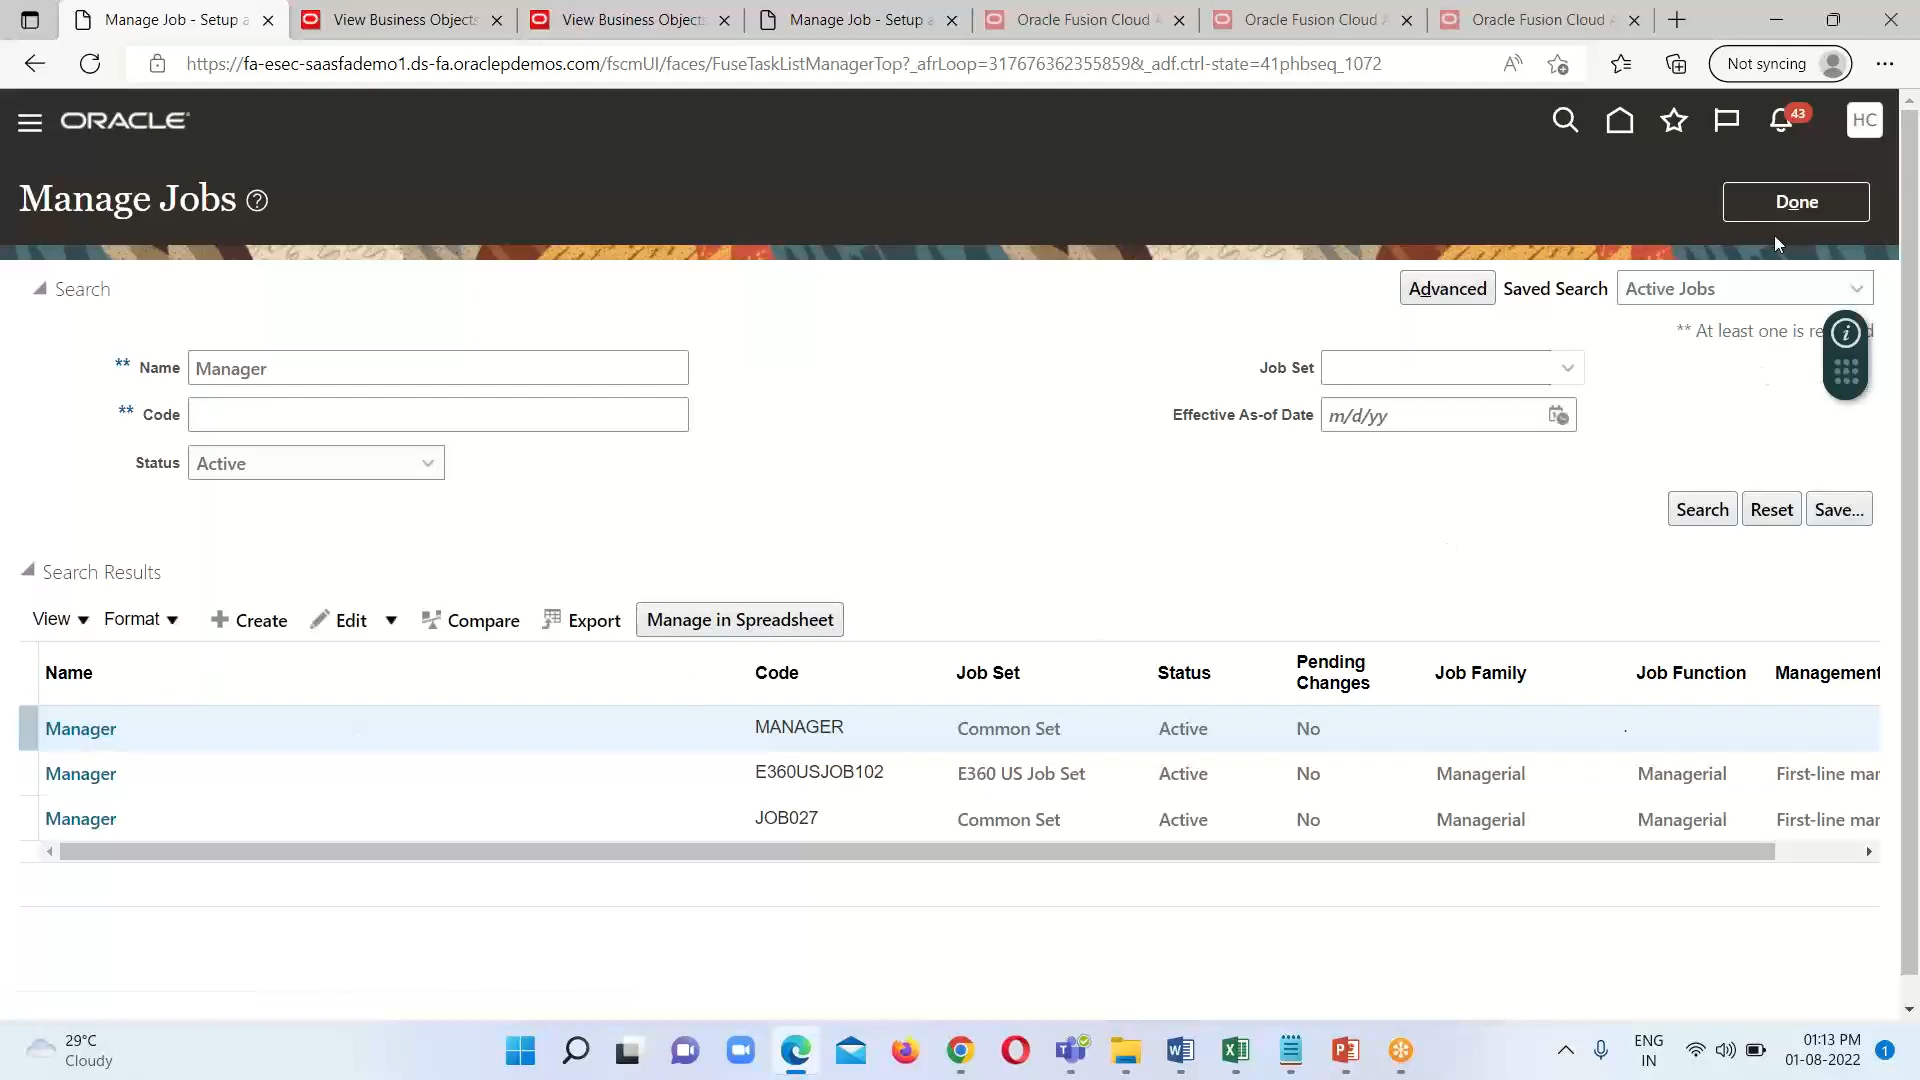 Manage Job - Setup a
View Business Objects
View Business Objects
Manage Job - Setup a
Oracle Fusion Cloud A
Oracle Fusion Cloud A
Oracle Fusion Cloud A
https://fa-esec-saasfademo1.ds-fa.oraclepdemos.com/fscmUI/faces/FuseTaskListManagerTop?_afrLoop=317676362355859&_adf.ctrl-state=41phbseq_1072
Not syncing
ORACLE
43
HC
Manage Jobs
Done
Search
Advanced Saved Search Active Jobs
** At least one is
** Name Manager
Job Set
** Code
Effective As-of Date m/d/yy
Status Active
Search Reset Save...
Search Results
View Format Create Edit Compare Export Manage in Spreadsheet
Name Code Job Set Status Pending Changes Job Family Job Function Management
Manager MANAGER Common Set Active No
Manager E360USJOB102 E360 US Job Set Active No Managerial Managerial First-line mar
Manager JOB027 Common Set Active No Managerial Managerial First-line mar
29°C
Cloudy
ENG
IN
01:13 PM
01-08-2022
1